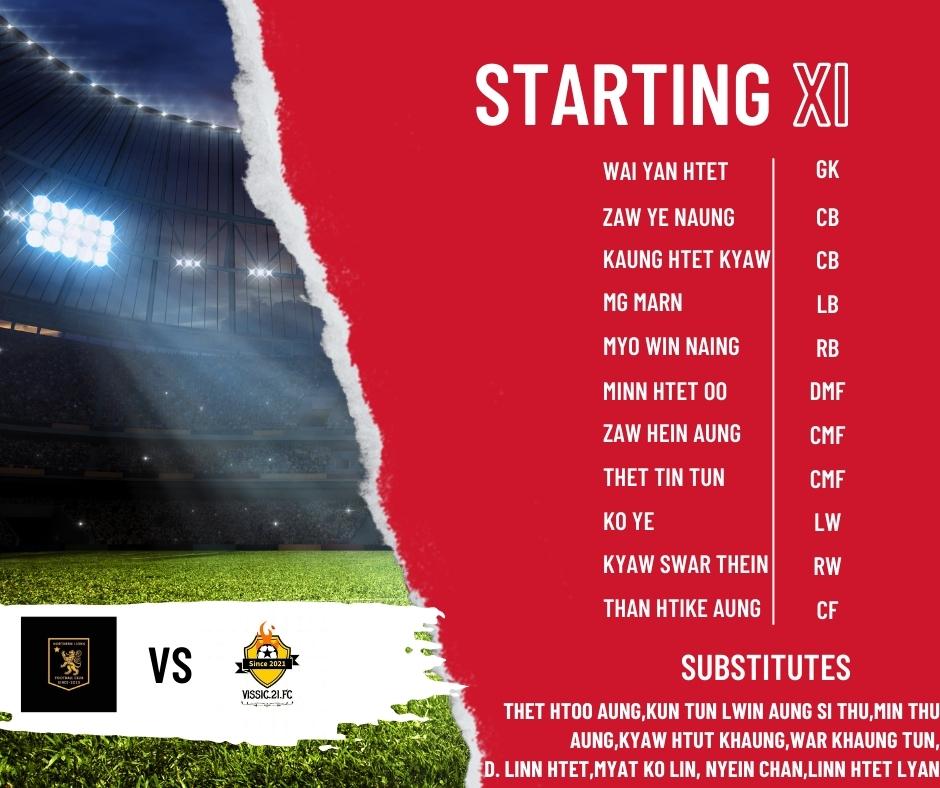 STARTING XI
WAI YAN HTET GK
ZAW YE NAUNG CB
KAUNG HTET KYAW CB
MG MARN LB
MYO WIN NAING RB
MINN HTET OO DMF
ZAW HEIN AUNG CMF
THET TIN TUN CMF
KO YE LW
KYAW SWAR THEIN RW
THAN HTIKE AUNG CF
NORTHERN LIONS
FOOTBALL CLUB
VS
Since 2021
VISSIC.21.FC
SUBSTITUTES
THET HTOO AUNG,KUN TUN LWIN AUNG SI THU,MIN THU
AUNG,KYAW HTUT KHAUNG,WAR KHAUNG TUN,
D. LINN HTET,MYAT KO LIN, NYEIN CHAN,LINN HTET LYAN